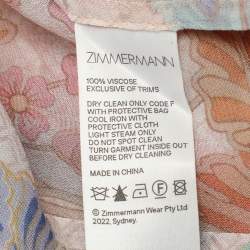 ZIMMERMANN
100% VISCOSE
EXCLUSIVE OF TRIMS
DRY CLEAN ONLY CODE F
WITH PROTECTIVE BAG
COOL IRON WITH
PROTECTIVE CLOTH
LIGHT STEAM ONLY
DO NOT SPOT CLEAN
TURN GARMENT INSIDE OUT
BEFORE DRY CLEANING
MADE IN CHINA
© Zimmermann Wear Pty Ltd
2022, Sydney.